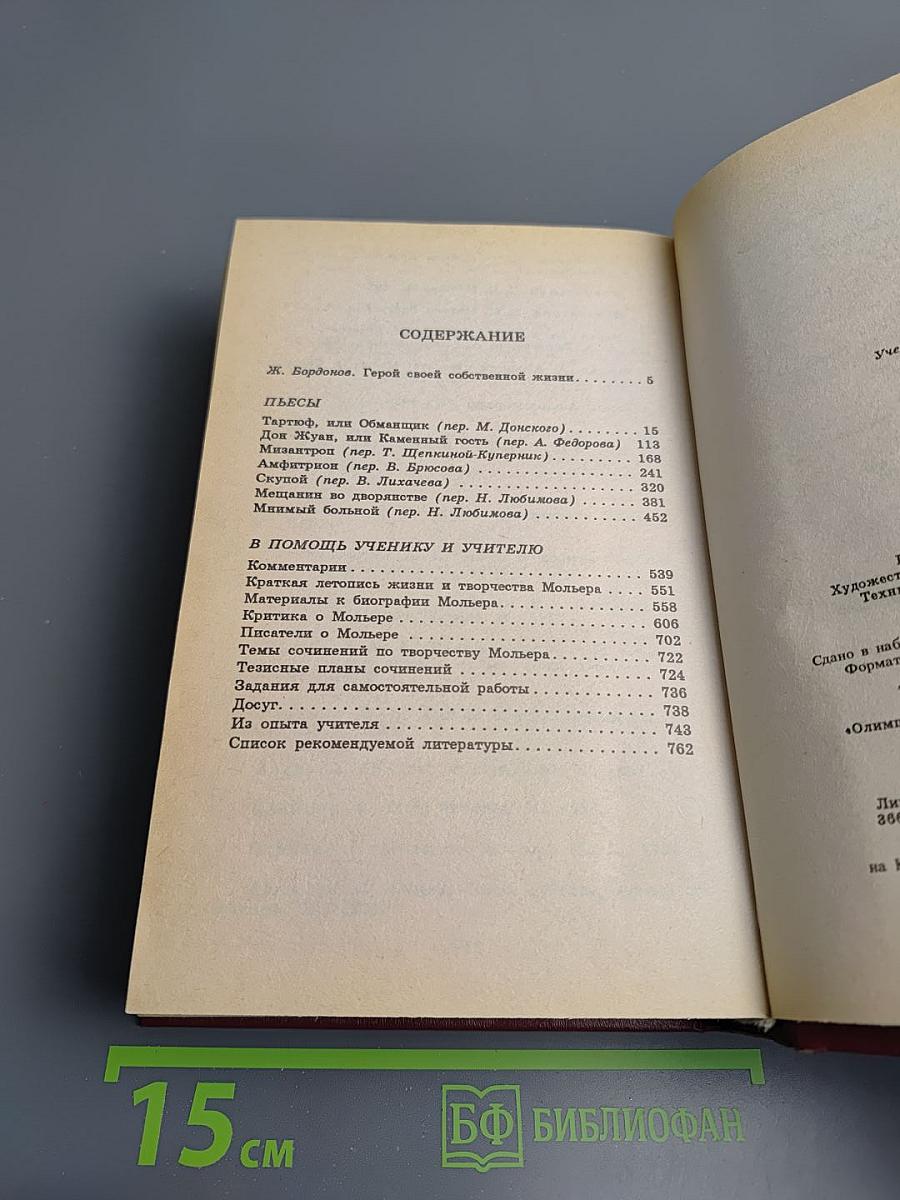 СОДЕРЖАНИЕ
Ж. Бордонов. Герой своей собственной жизни........ 5
ПЬЕСЫ
Тартюф, или Обманщик (пер. М. Донского)........ 15
Дон Жуан, или Каменный гость (пер. А. Федорова) 113
Мизантроп (пер. Т. Щепкиной-Куперник)......... 168
Амфитрион (пер. В. Брюсова) ................ 241
Скупой (пер. В. Лихачева) .................. 320
Мещанин во дворянстве (пер. Н. Любимова) ...... 381
Мнимый больной (пер. Н. Любимова) ........... 452
В ПОМОЩЬ УЧЕНИКУ И УЧИТЕЛЮ
Комментарии............................ 539
Краткая летопись жизни и творчества Мольера .... 551
Материалы к биографии Мольера.............. 558
Критика о Мольере ........................ 606
Писатели о Мольере ....................... 702
Темы сочинений по творчеству Мольера.......... 722
Тезисные планы сочинений .................. 724
Задания для самостоятельной работы ............ 736
Досуг.................................. 738
Из опыта учителя ......................... 743
Список рекомендуемой литературы.............. 762
уче
Художест
Техни
Сдано в наб
Формат
«Олимп
Ли
366
на
15 см
БФ БИБЛИОФАН